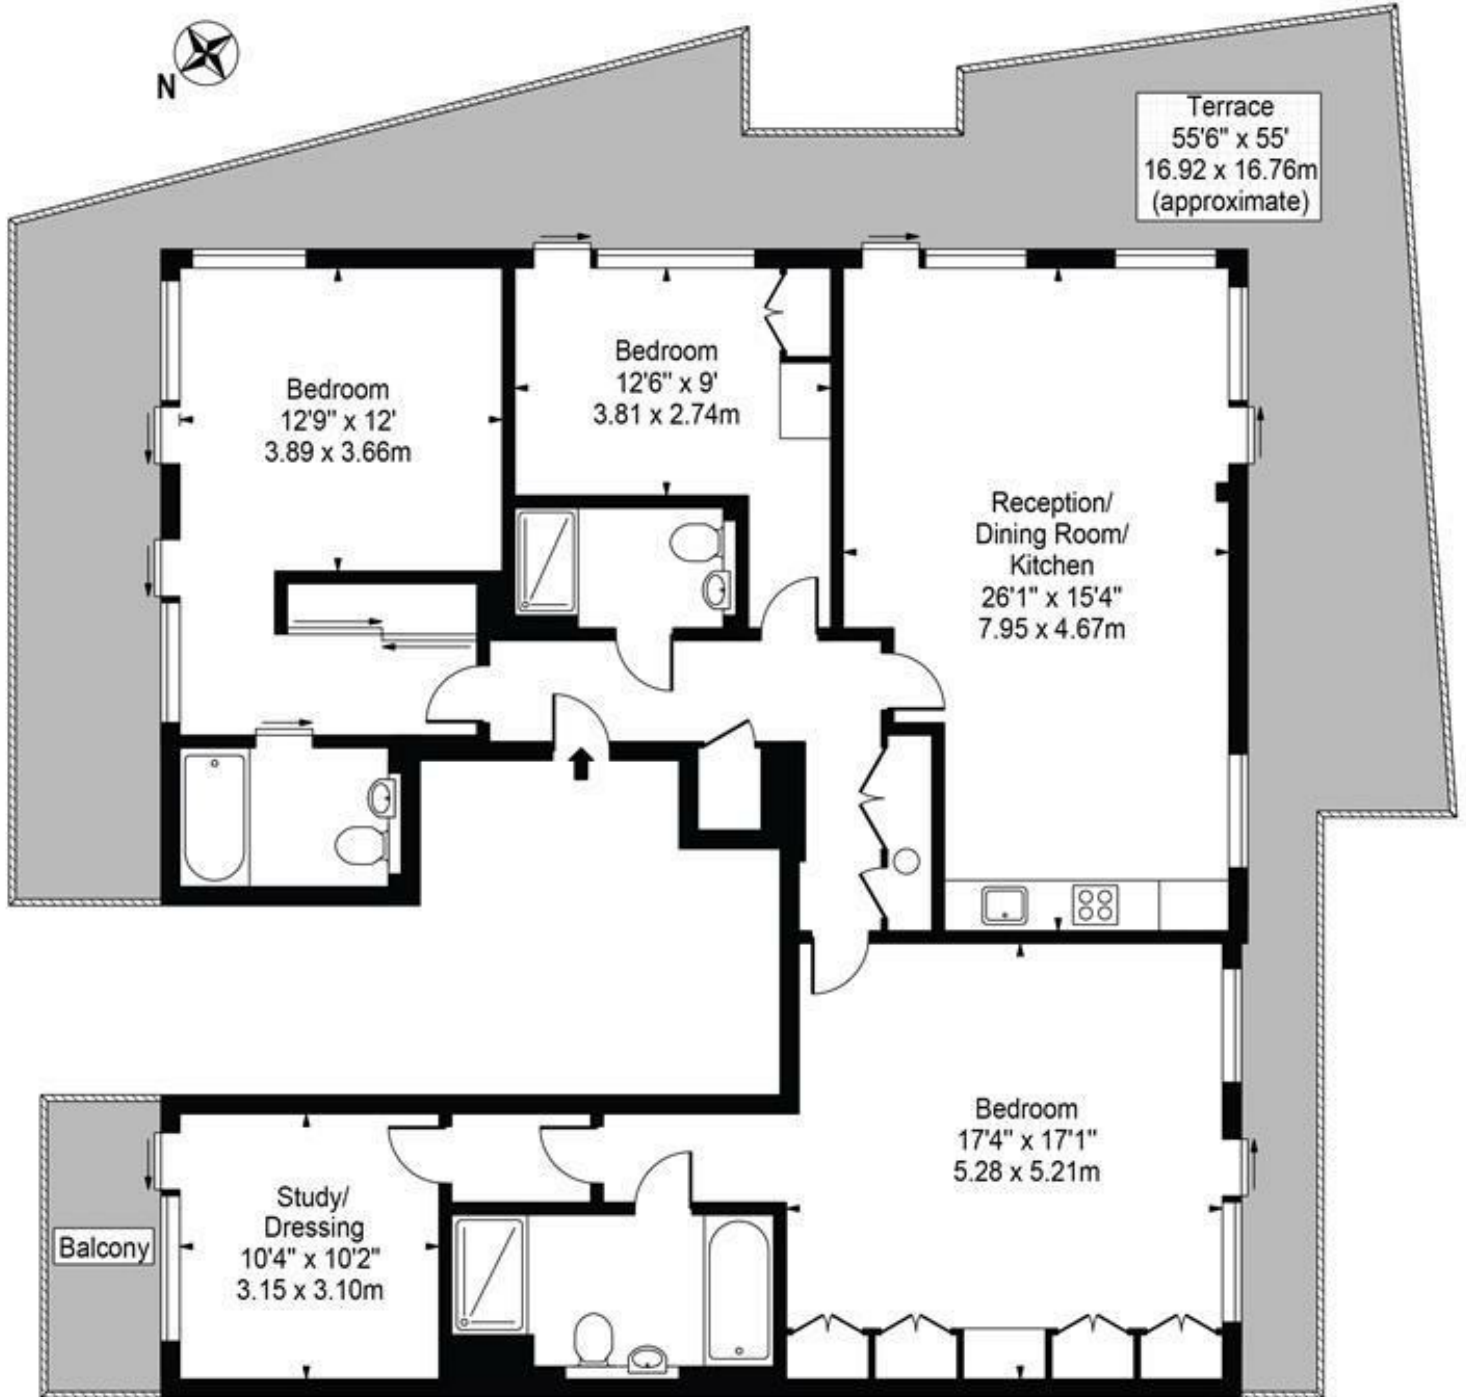 N
Terrace
55'6" x 55'
16.92 x 16.76m
(approximate)
Bedroom
12'9" x 12'
3.89 x 3.66m
Bedroom
12'6" x 9'
3.81 x 2.74m
Reception/
Dining Room/
Kitchen
26'1" x 15'4"
7.95 x 4.67m
Bedroom
17'4" x 17'1"
5.28 x 5.21m
Study/
Dressing
10'4" x 10'2"
3.15 x 3.10m
Balcony